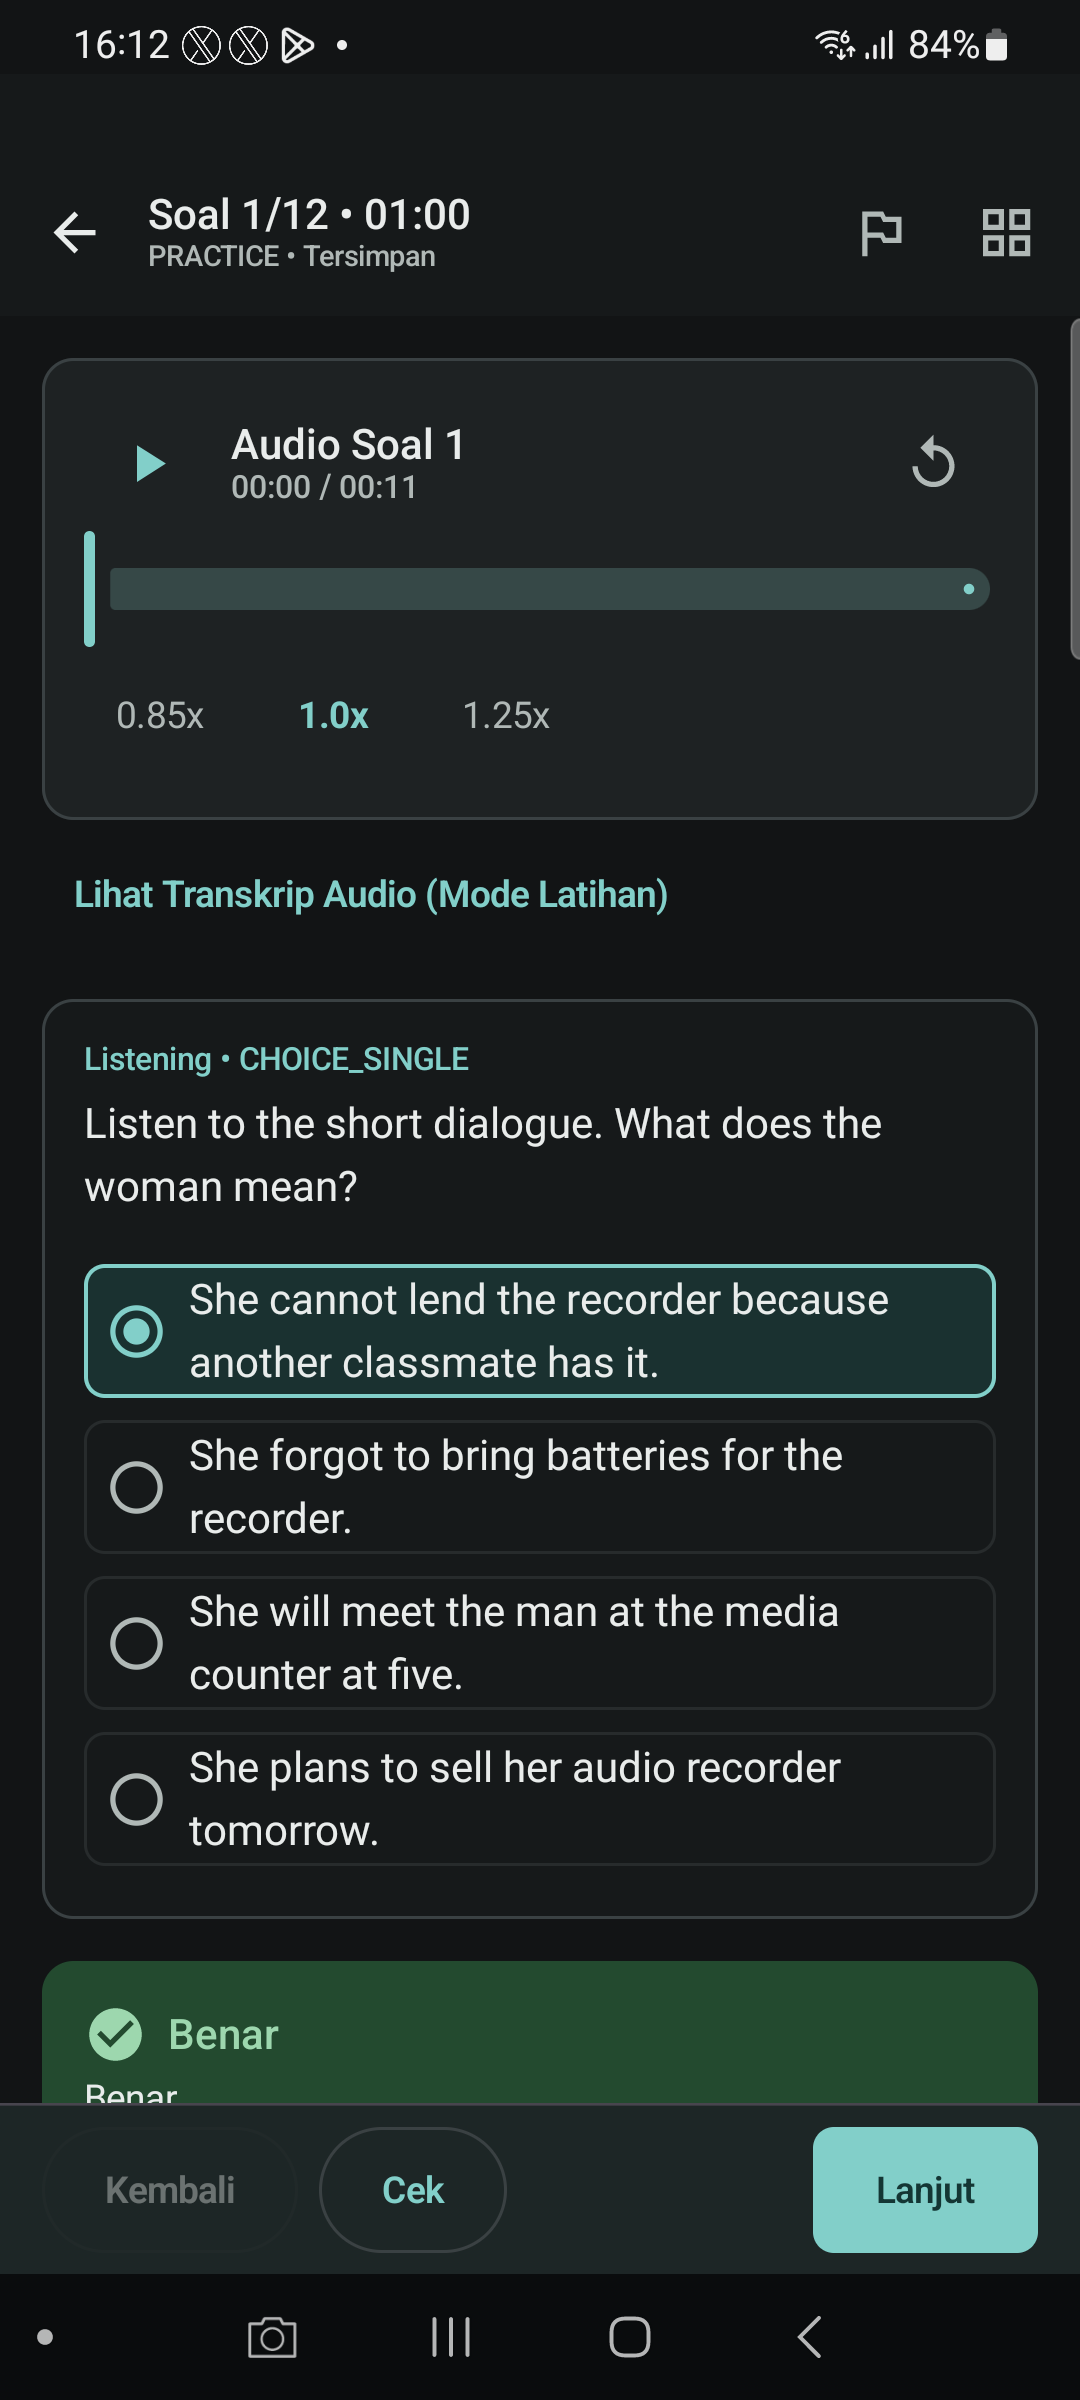 16:12
84%
Soal 1/12 • 01:00
PRACTICE • Tersimpan
Audio Soal 1
00:00 / 00:11
0.85x 1.0x 1.25x
Lihat Transkrip Audio (Mode Latihan)
Listening • CHOICE_SINGLE
Listen to the short dialogue. What does the
woman mean?
She cannot lend the recorder because
another classmate has it.
She forgot to bring batteries for the
recorder.
She will meet the man at the media
counter at five.
She plans to sell her audio recorder
tomorrow.
Benar
Benar
Kembali Cek Lanjut